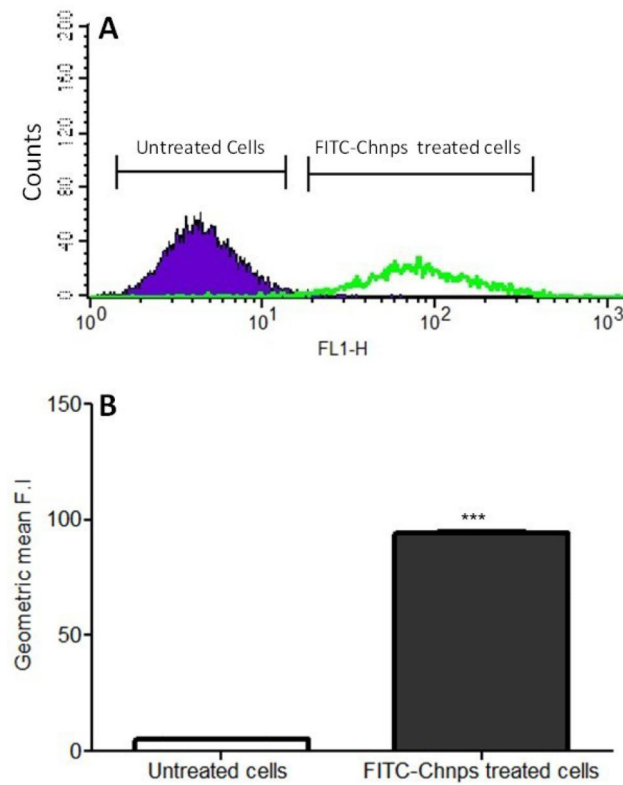 A
200
160
120
80
40
0
Counts
Untreated Cells
FITC-Chnps treated cells
10⁰ 10¹ 10² 10³
FL1-H
B
150
100
50
0
Geometric mean F.I
***
Untreated cells FITC-Chnps treated cells